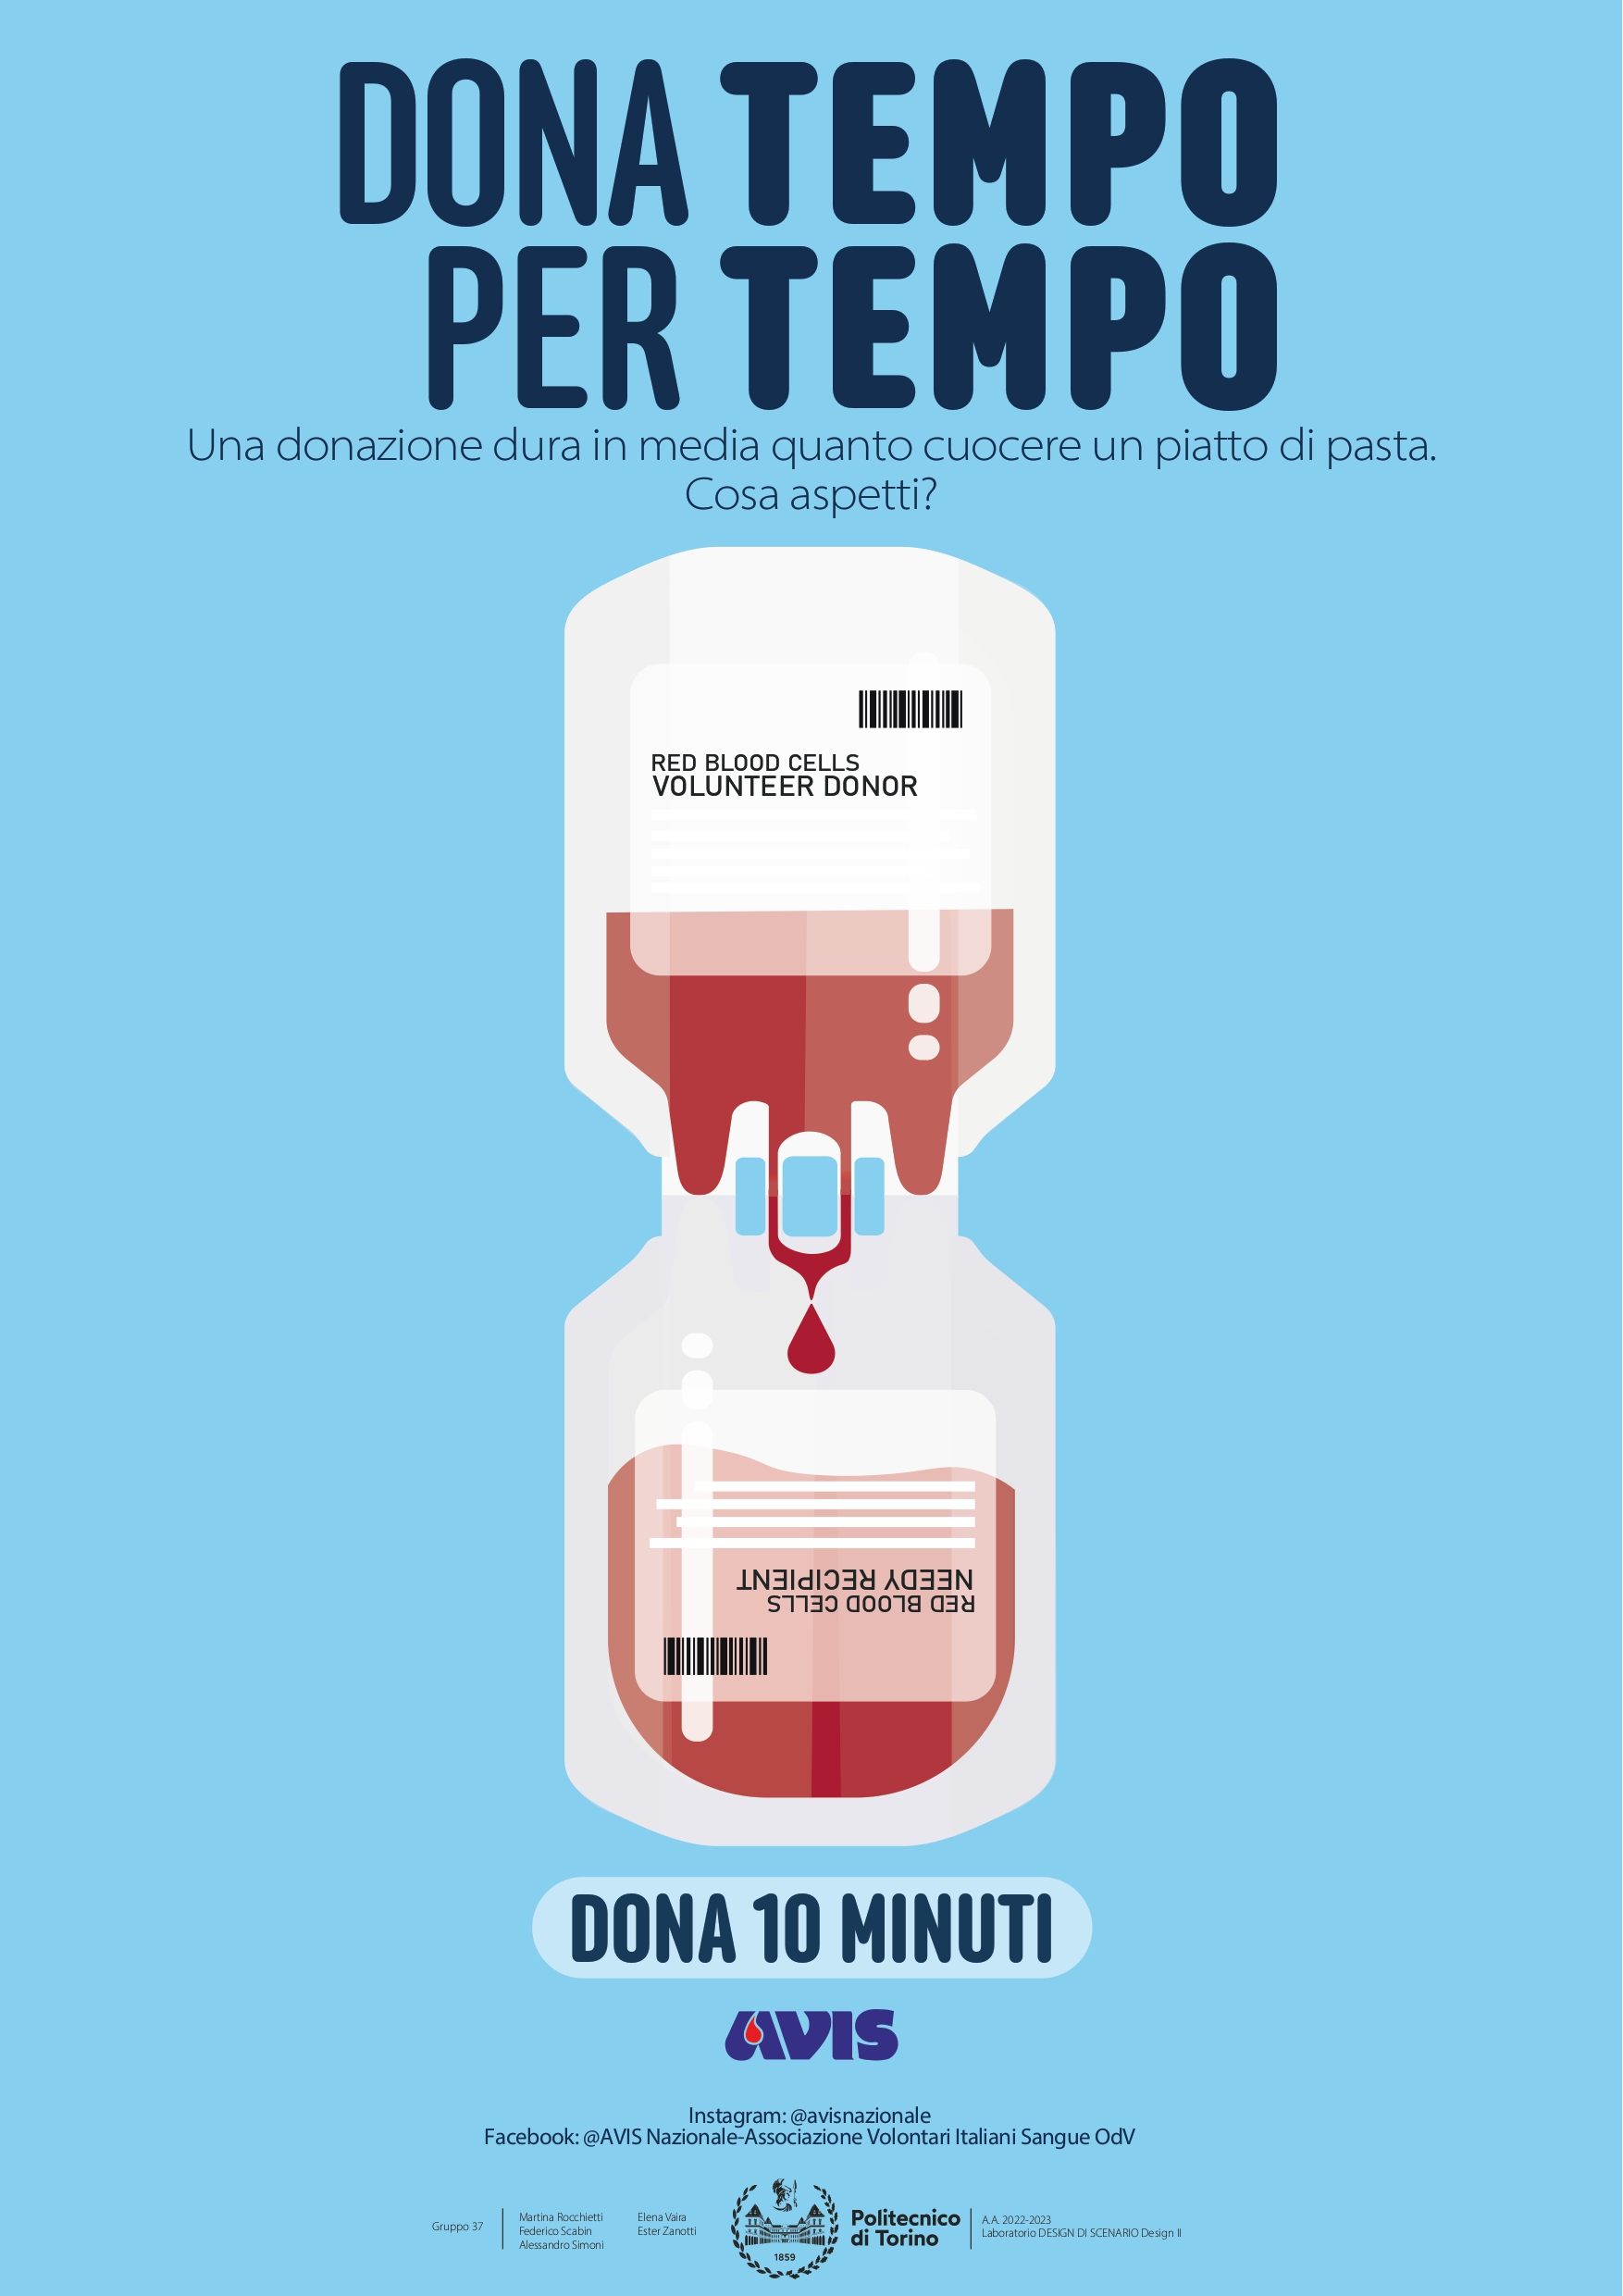 DONA TEMPO
PER TEMPO
Una donazione dura in media quanto cuocere un piatto di pasta.
Cosa aspetti?
RED BLOOD CELLS
VOLUNTEER DONOR
RED BLOOD CELLS
NEEDY RECIPIENT
DONA 10 MINUTI
AVIS
Instagram: @avisnazionale
Facebook: @AVIS Nazionale-Associazione Volontari Italiani Sangue OdV
Gruppo 37
Martina Rocchietti
Federico Scabin
Alessandro Simoni
Elena Vaira
Ester Zanotti
1859
Politecnico
di Torino
A.A. 2022-2023
Laboratorio DESIGN DI SCENARIO Design II